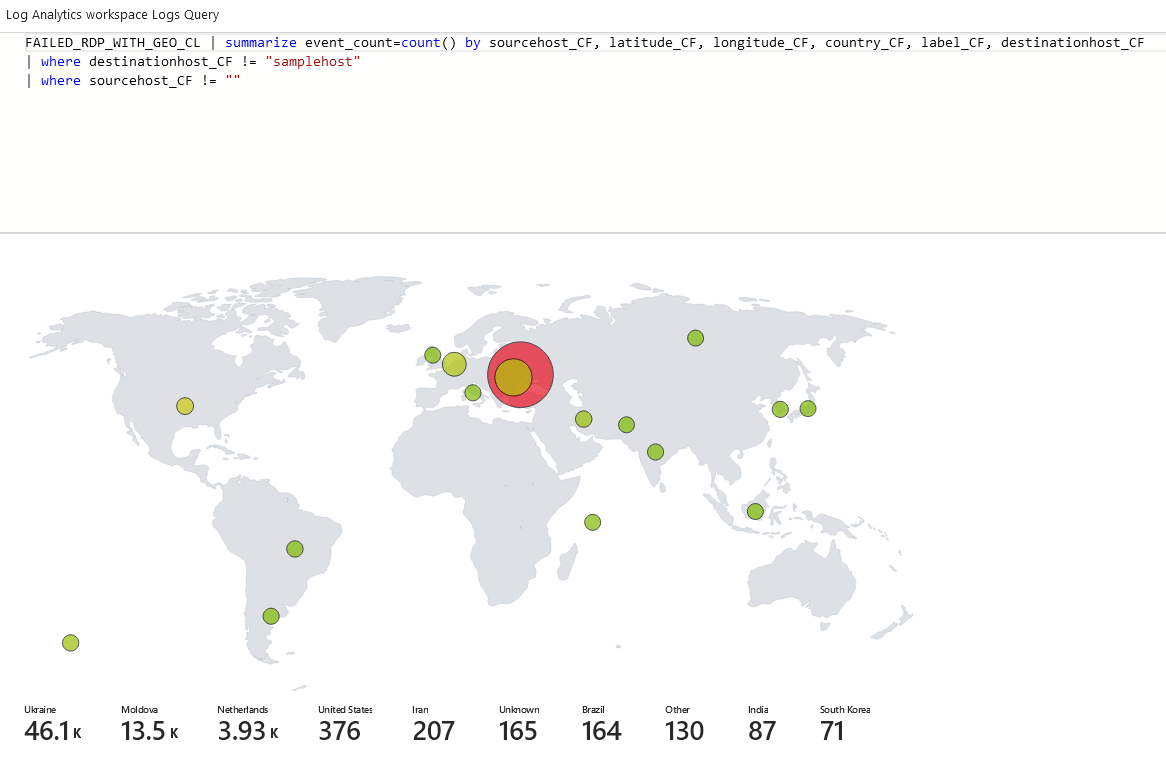 Log Analytics workspace Logs Query
FAILED_RDP_WITH_GEO_CL | summarize event_count=count() by sourcehost_CF, latitude_CF, longitude_CF, country_CF, label_CF, destinationhost_CF
| where destinationhost_CF != "samplehost"
| where sourcehost_CF != ""
Ukraine Moldova Netherlands United States Iran Unknown Brazil Other India South Korea
46.1 K 13.5 K 3.93 K 376 207 165 164 130 87 71